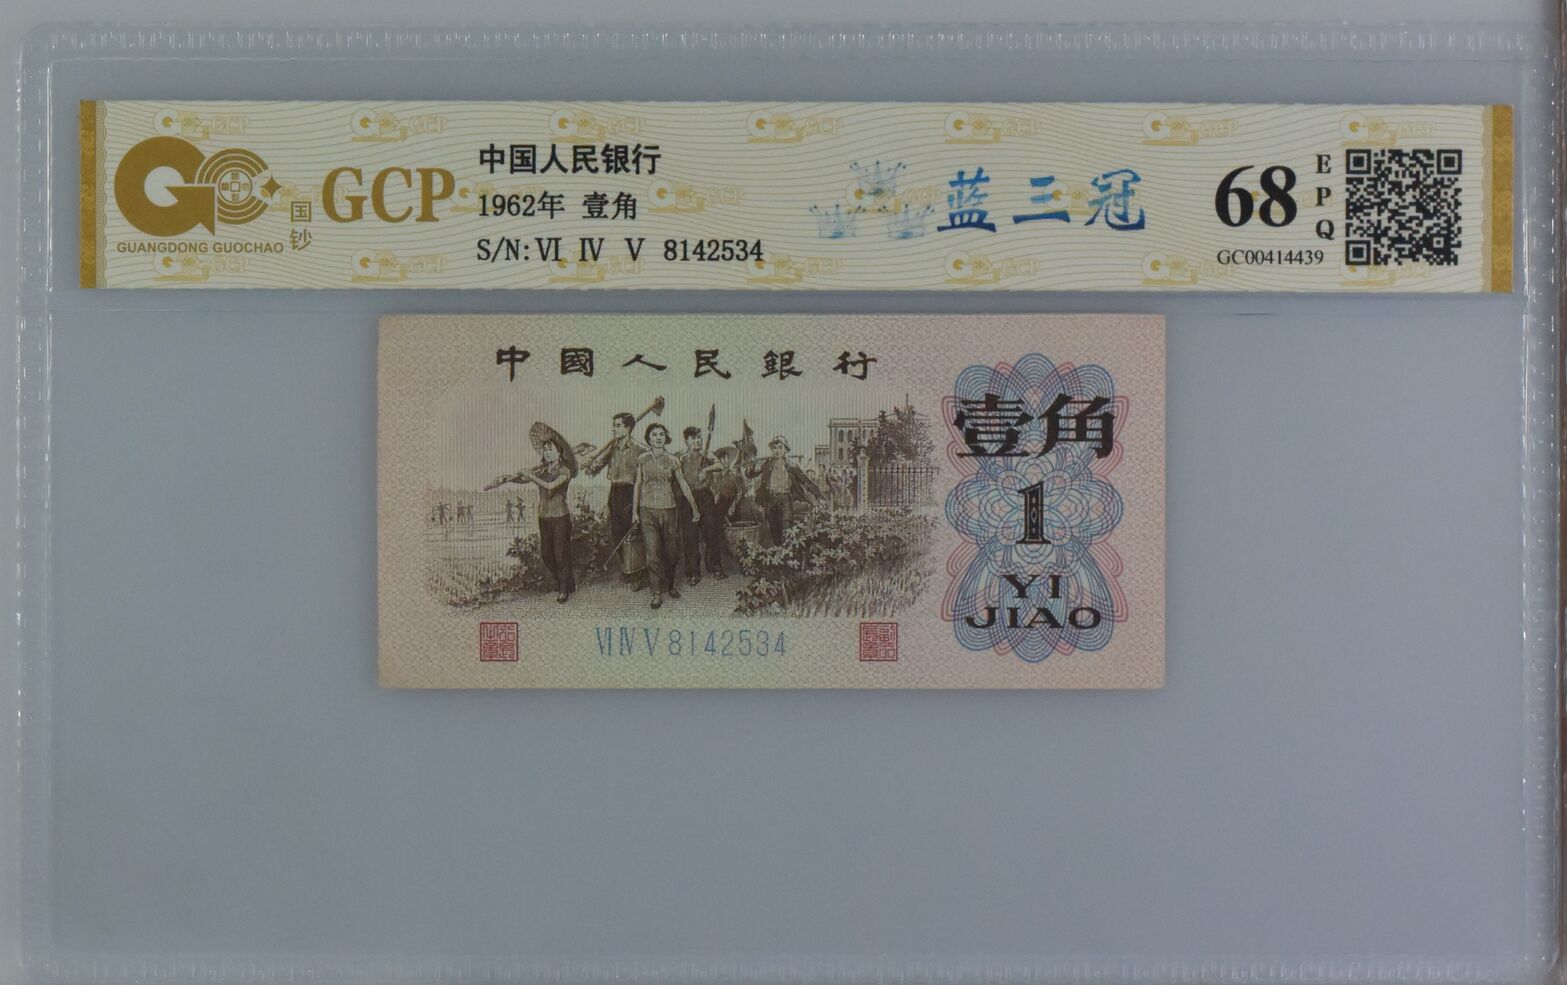 GCP
国钞
GUANGDONG GUOCHAO
中国人民银行
1962年 壹角
S/N: VI IV V 8142534
蓝三冠
68
EPQ
GC00414439
中國人民銀行
壹角
1
YI
JIAO
VI IV V 8142534